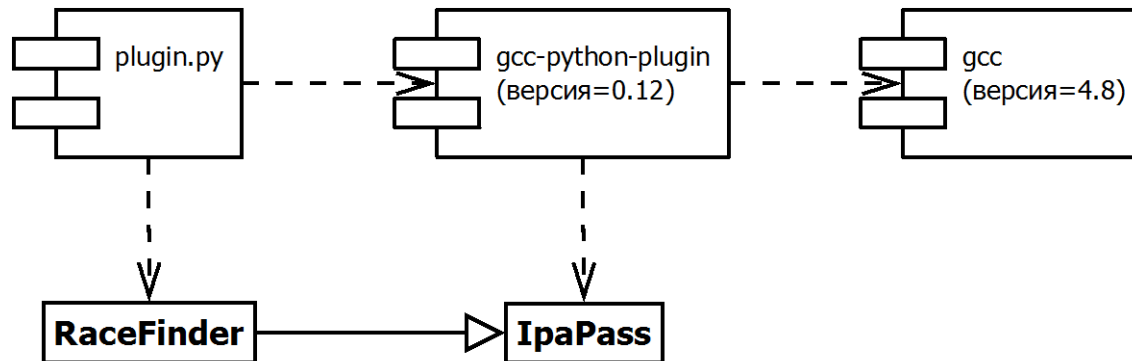 plugin.py
gcc-python-plugin
(версия=0.12)
gcc
(версия=4.8)
RaceFinder
IpaPass